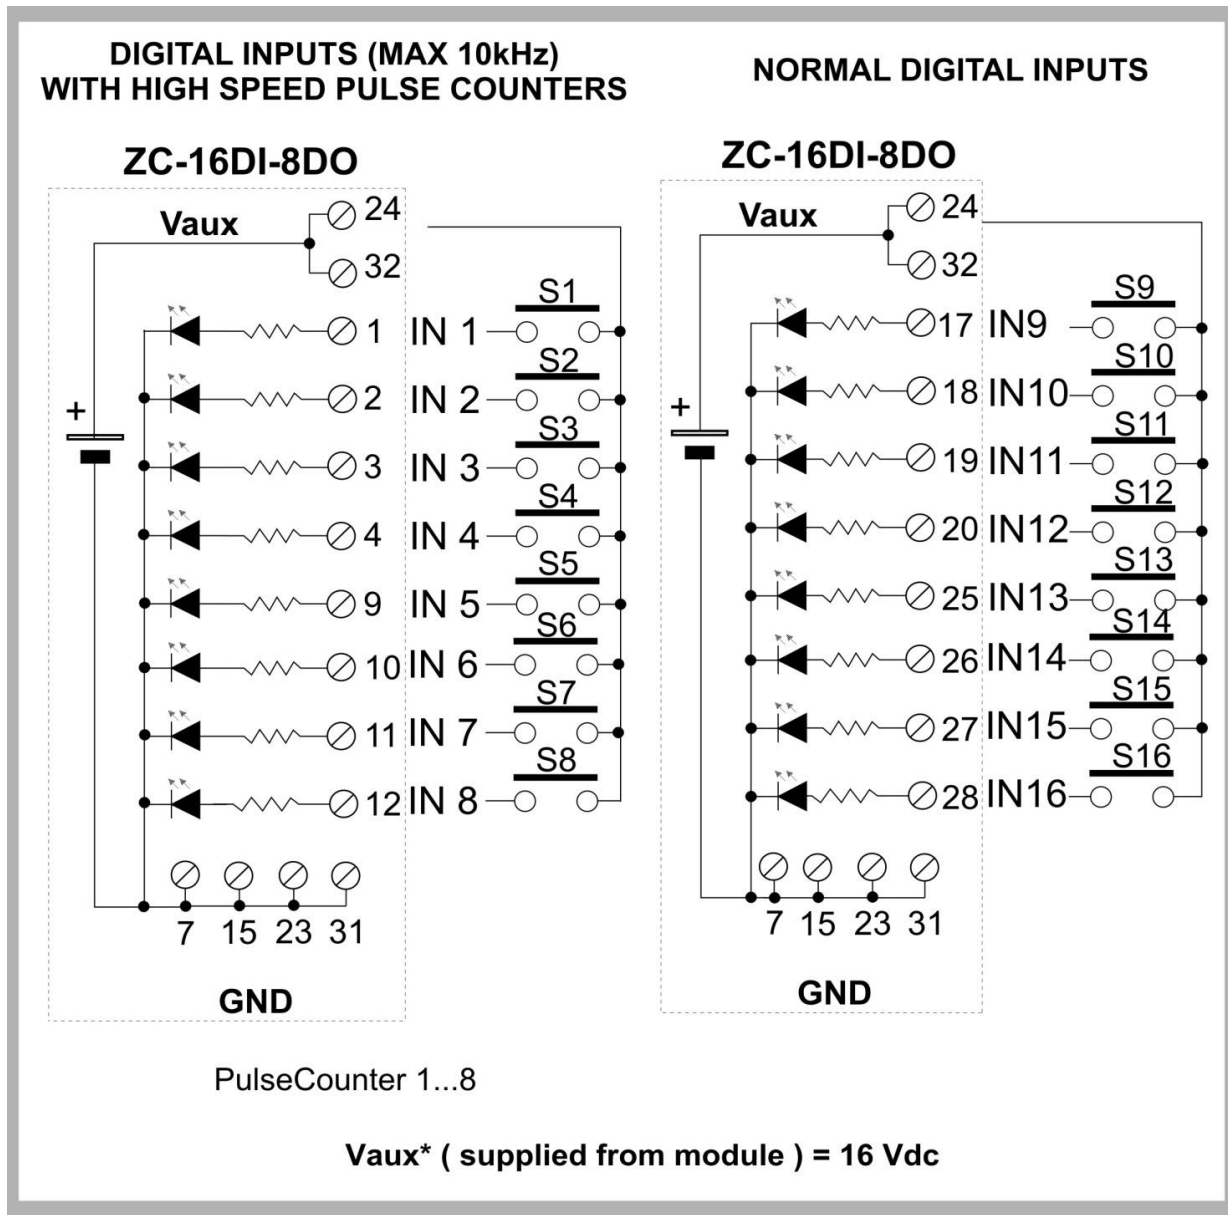 DIGITAL INPUTS (MAX 10kHz)
WITH HIGH SPEED PULSE COUNTERS
ZC-16DI-8DO
Vaux
24
32
S1
1 IN 1
S2
2 IN 2
+
S3
3 IN 3
S4
4 IN 4
S5
9 IN 5
S6
10 IN 6
S7
11 IN 7
S8
12 IN 8
7 15 23 31
GND
NORMAL DIGITAL INPUTS
ZC-16DI-8DO
Vaux
24
32
S9
17 IN9
S10
18 IN10
+
S11
19 IN11
S12
20 IN12
S13
25 IN13
S14
26 IN14
S15
27 IN15
S16
28 IN16
7 15 23 31
GND
PulseCounter 1...8
Vaux* ( supplied from module ) = 16 Vdc